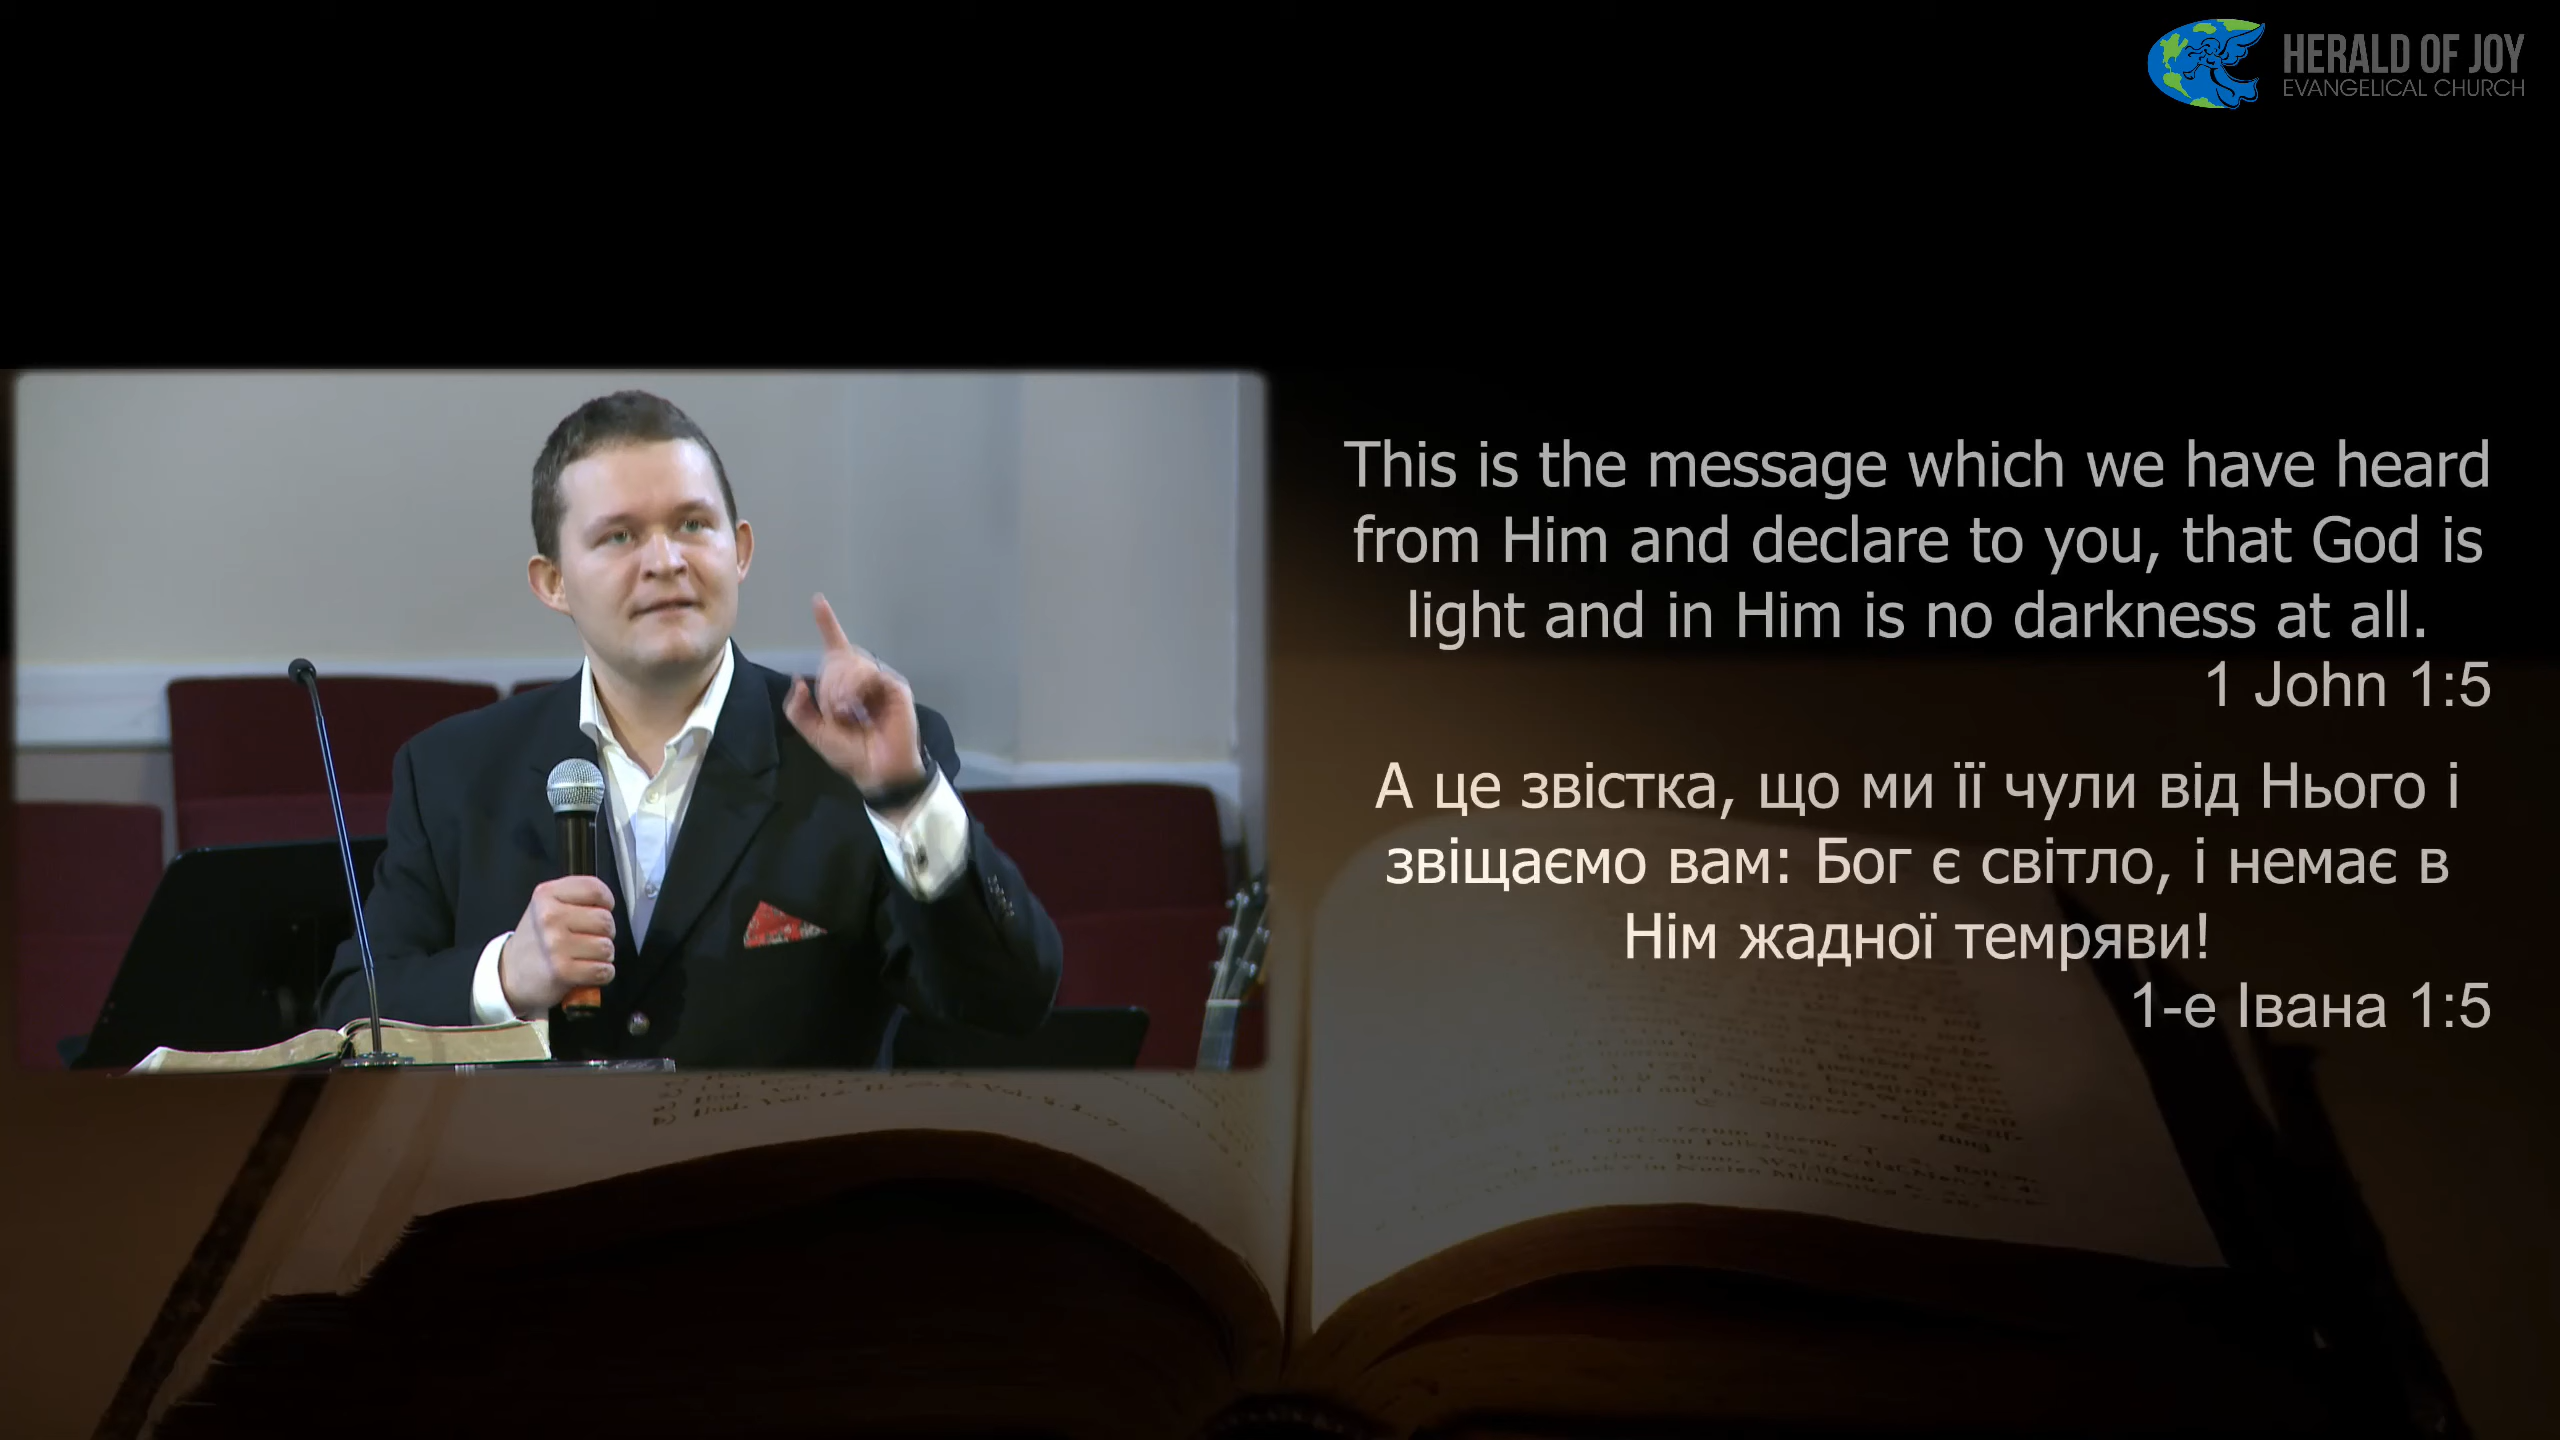 HERALD OF JOY
EVANGELICAL CHURCH
This is the message which we have heard
from Him and declare to you, that God is
light and in Him is no darkness at all.
1 John 1:5
А це звістка, що ми її чули від Нього і
звіщаємо вам: Бог є світло, і немає в
Нім жадної темряви!
1-е Івана 1:5